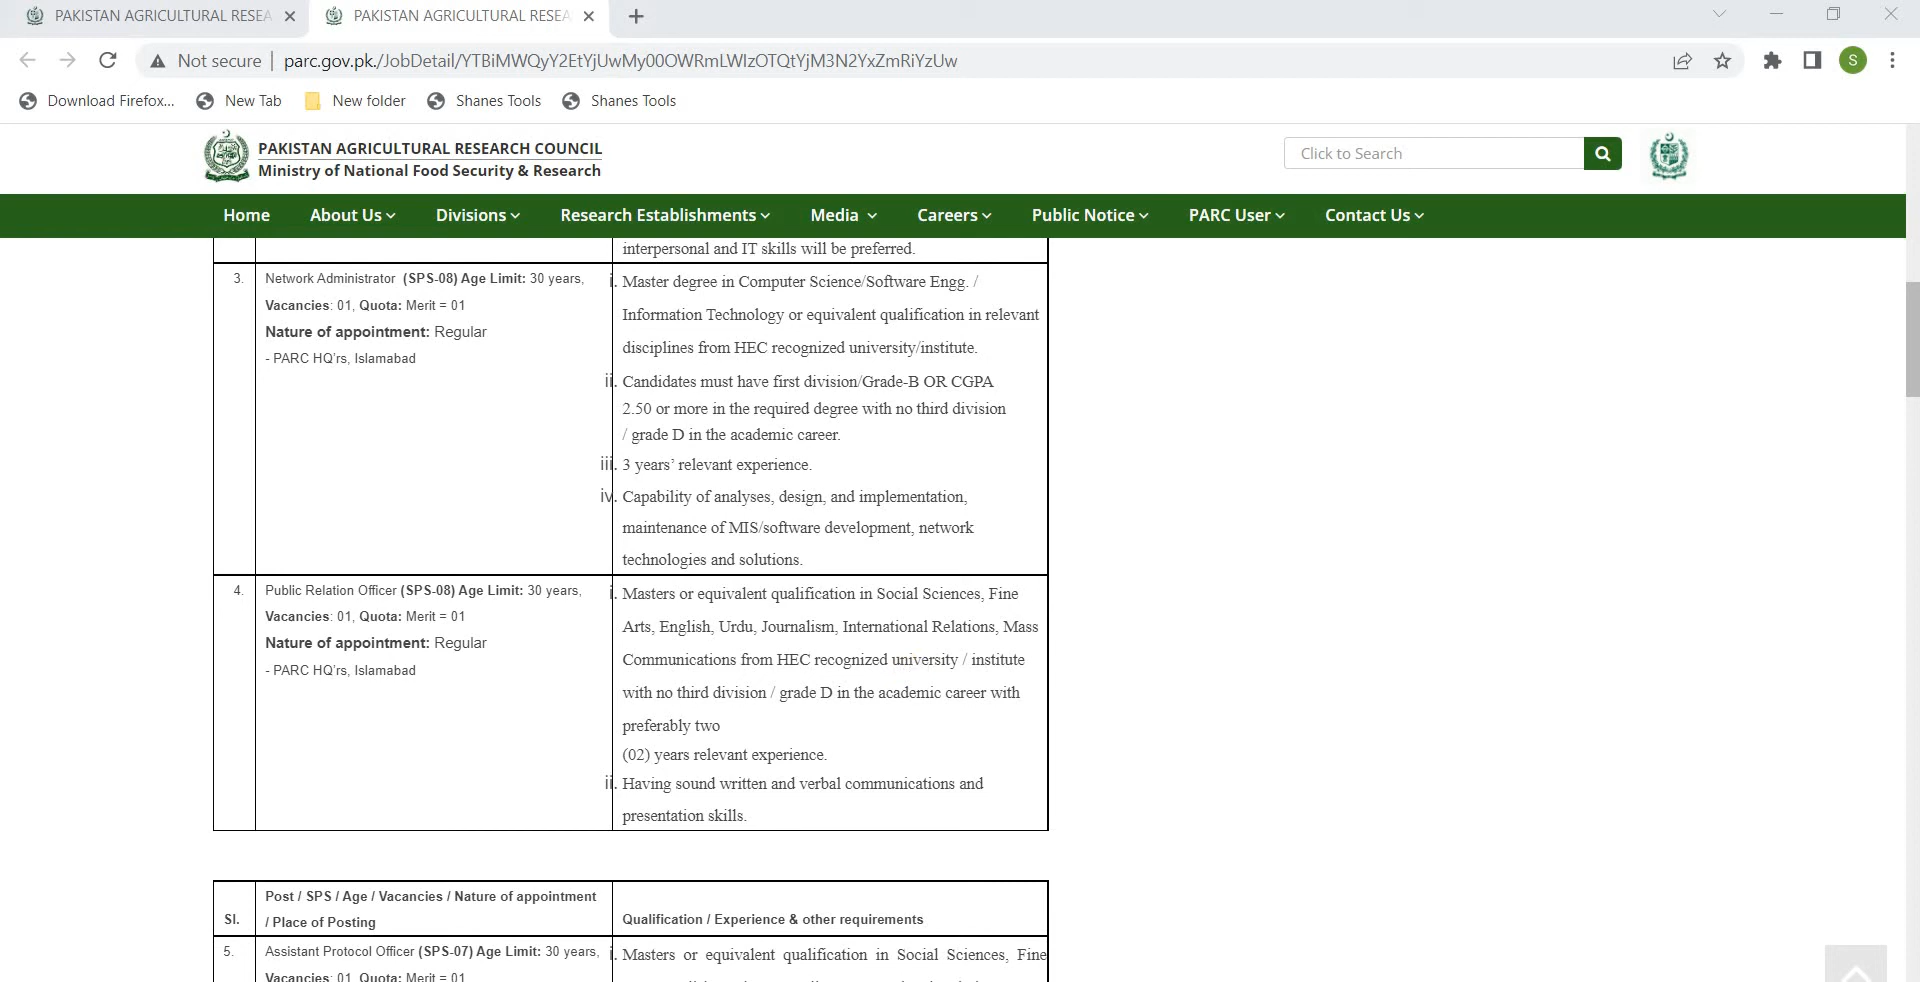 PAKISTAN AGRICULTURAL RESEA
PAKISTAN AGRICULTURAL RESEA
Not secure | parc.gov.pk./JobDetail/YTBiMWQyY2EtYjUwMy00OWRmLWIzOTQtYjM3N2YxZmRiYzUw
S
Download Firefox...
New Tab
New folder
Shanes Tools
Shanes Tools
PAKISTAN AGRICULTURAL RESEARCH COUNCIL
Ministry of National Food Security & Research
Click to Search
Home About Us Divisions Research Establishments Media Careers Public Notice PARC User Contact Us
interpersonal and IT skills will be preferred.
3.
Network Administrator (SPS-08) Age Limit: 30 years,
Vacancies: 01, Quota: Merit = 01
Nature of appointment: Regular
- PARC HQ'rs, Islamabad
i. Master degree in Computer Science/Software Engg. /
Information Technology or equivalent qualification in relevant
disciplines from HEC recognized university/institute.
ii. Candidates must have first division/Grade-B OR CGPA
2.50 or more in the required degree with no third division
/ grade D in the academic career.
iii. 3 years’ relevant experience.
iv. Capability of analyses, design, and implementation,
maintenance of MIS/software development, network
technologies and solutions.
4.
Public Relation Officer (SPS-08) Age Limit: 30 years,
Vacancies: 01, Quota: Merit = 01
Nature of appointment: Regular
- PARC HQ'rs, Islamabad
i. Masters or equivalent qualification in Social Sciences, Fine
Arts, English, Urdu, Journalism, International Relations, Mass
Communications from HEC recognized university / institute
with no third division / grade D in the academic career with
preferably two
(02) years relevant experience.
ii. Having sound written and verbal communications and
presentation skills.
Sl.
Post / SPS / Age / Vacancies / Nature of appointment
/ Place of Posting
Qualification / Experience & other requirements
5.
Assistant Protocol Officer (SPS-07) Age Limit: 30 years,
Vacancies: 01, Quota: Merit = 01
i. Masters or equivalent qualification in Social Sciences, Fine